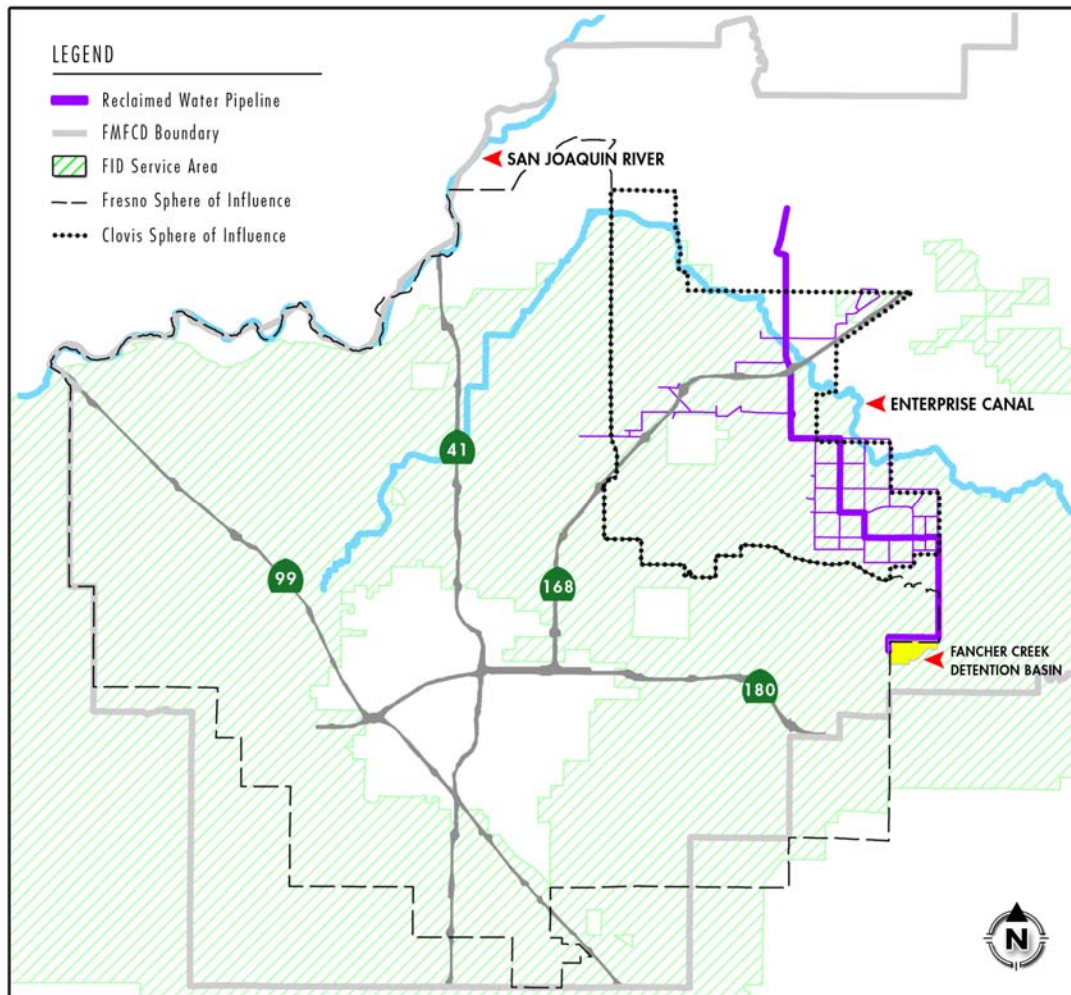 LEGEND
Reclaimed Water Pipeline
FMFCD Boundary
FID Service Area
Fresno Sphere of Influence
Clovis Sphere of Influence
SAN JOAQUIN RIVER
ENTERPRISE CANAL
41
99
168
FANCHER CREEK
DETENTION BASIN
180
N